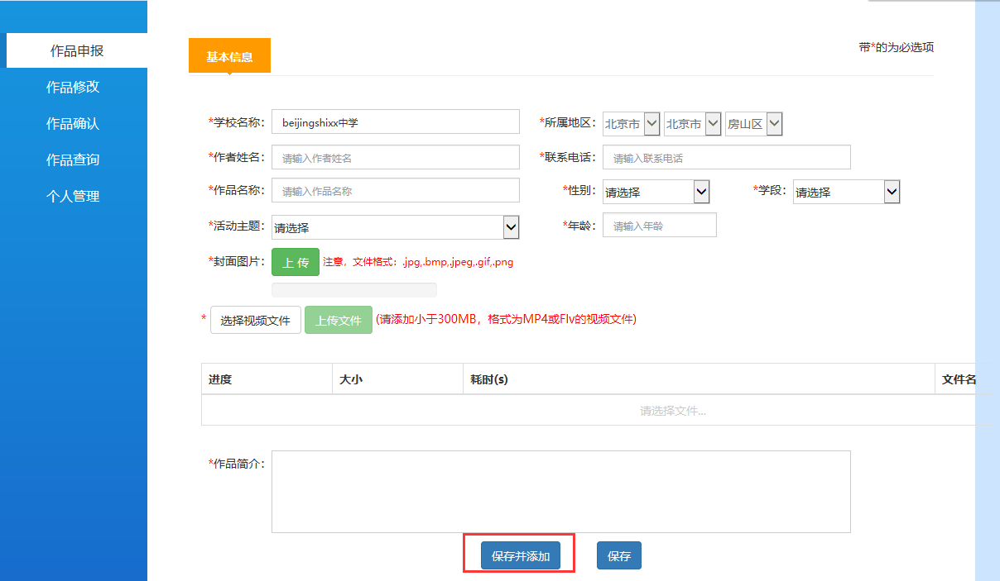 作品申报
作品修改
作品确认
作品查询
个人管理
基本信息
带*的为必选项
*学校名称： beijingshixx中学 *所属地区： 北京市 北京市 房山区
*作者姓名： 请输入作者姓名 *联系电话： 请输入联系电话
*作品名称： 请输入作品名称 *性别： 请选择 *学段： 请选择
*活动主题： 请选择 *年龄： 请输入年龄
*封面图片： 上 传 注意，文件格式：.jpg,.bmp,.jpeg,.gif,.png
* 选择视频文件 上传文件 (请添加小于300MB，格式为MP4或Flv的视频文件)
进度 大小 耗时(s) 文件名
请选择文件...
*作品简介：
保存并添加 保存